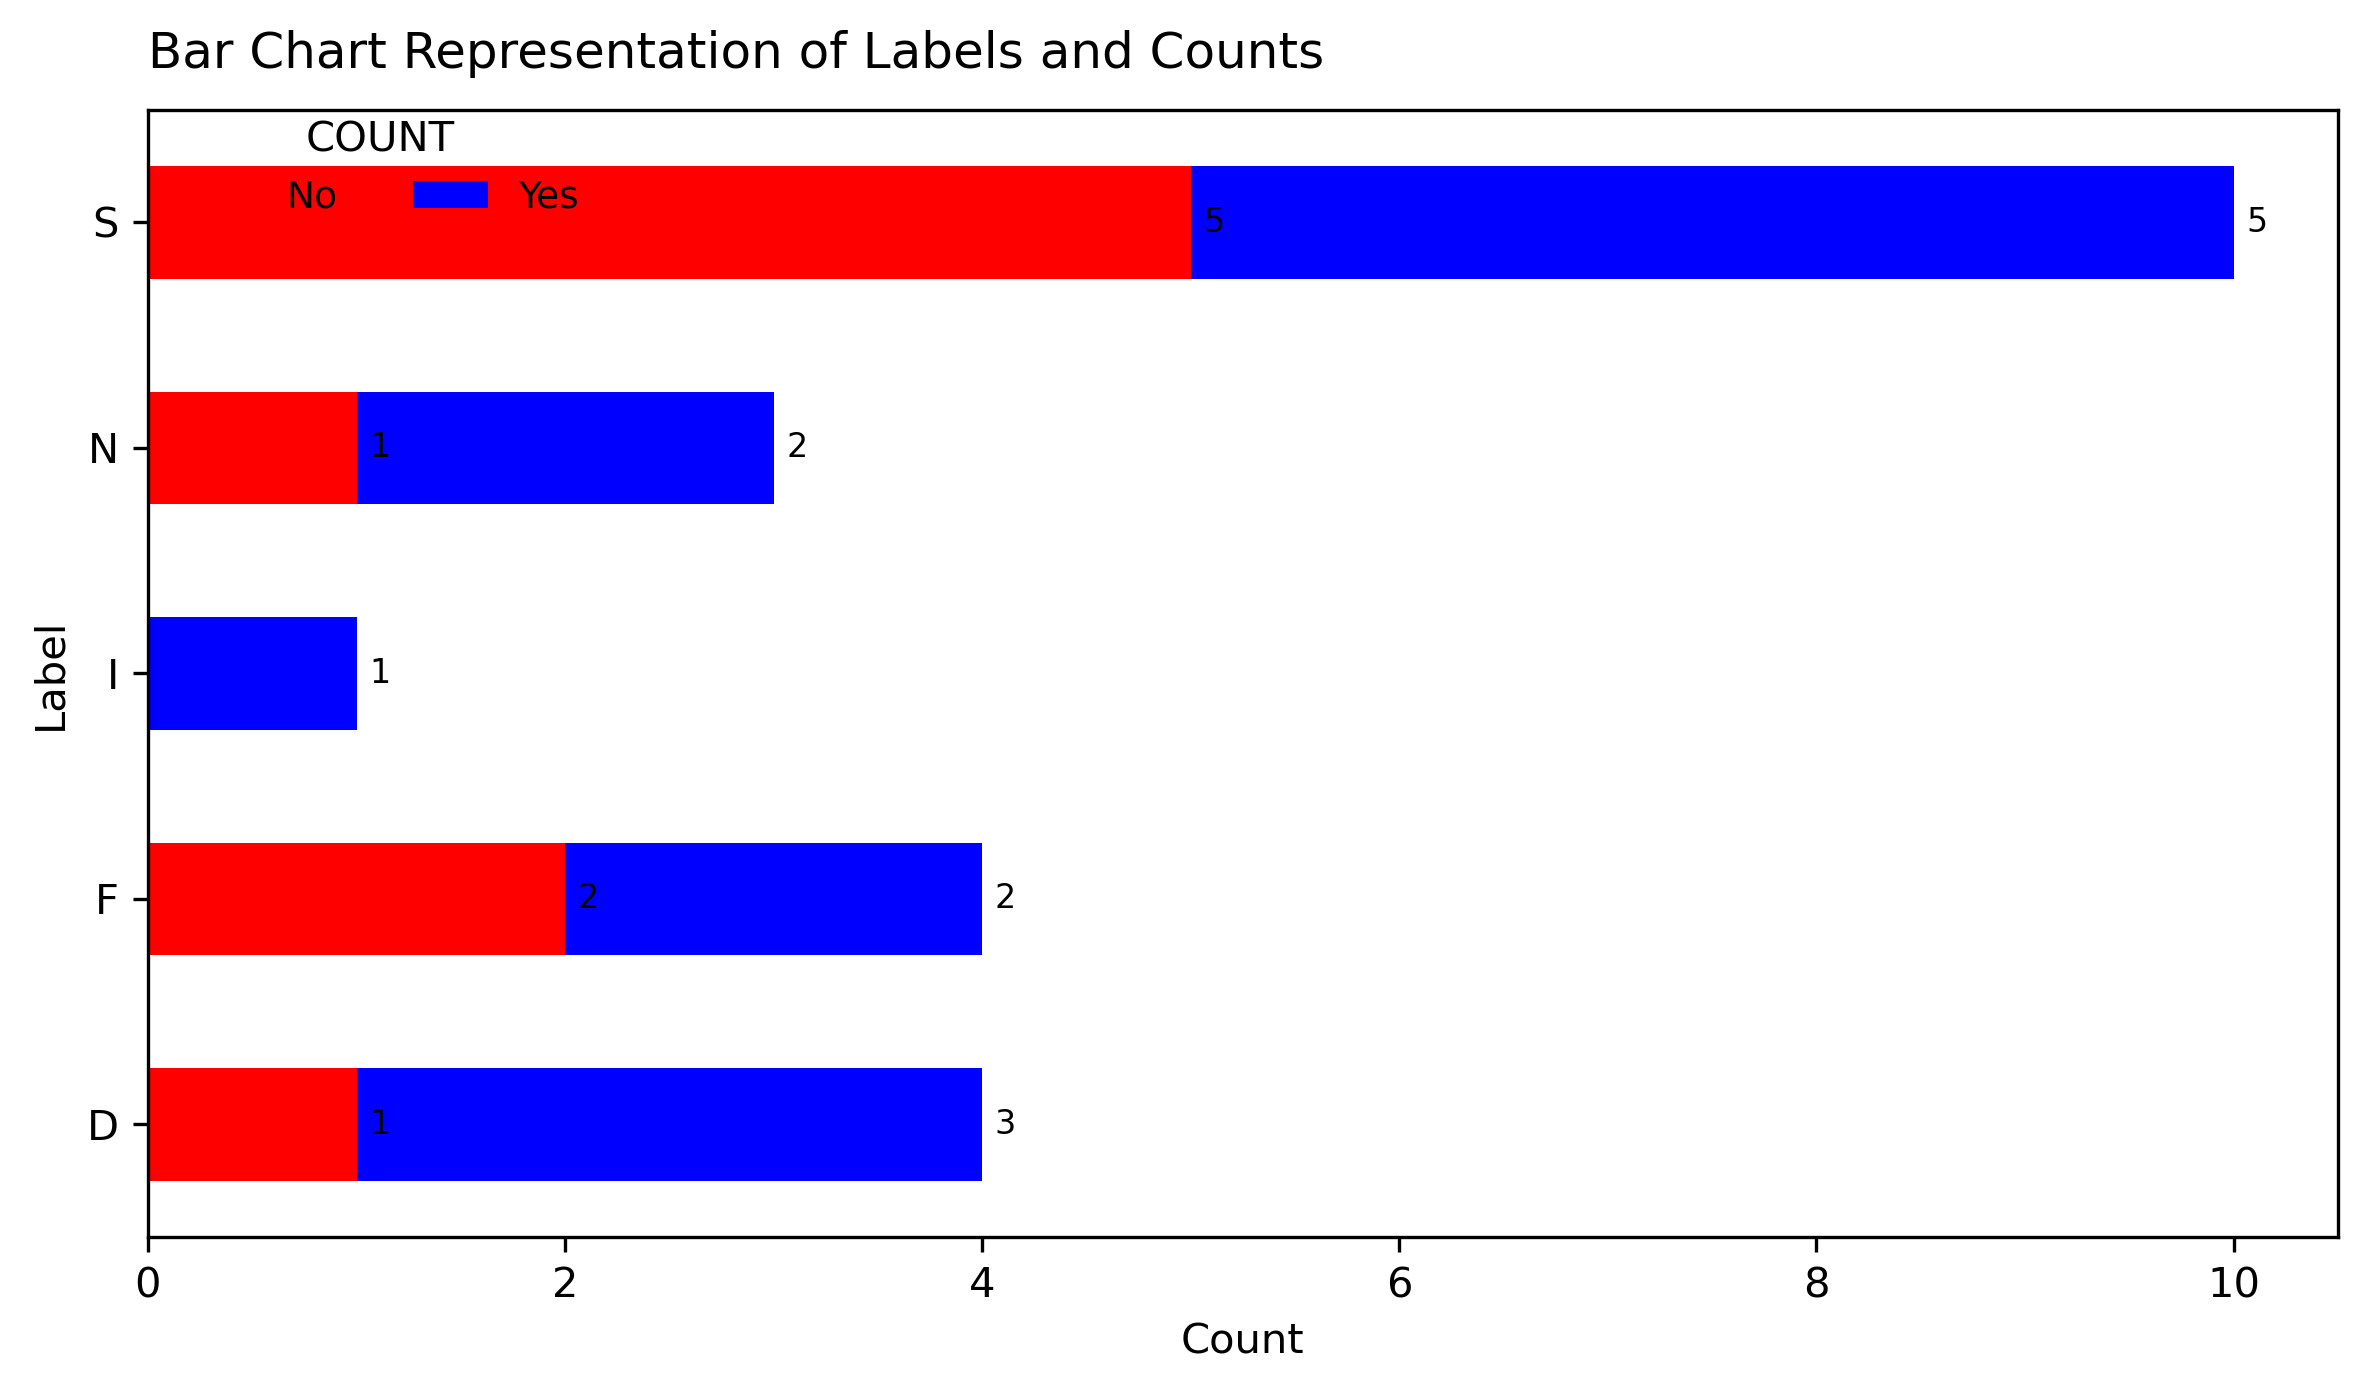 Bar Chart Representation of Labels and Counts
COUNT
No Yes
S 5 5
N 1 2
I 1
F 2 2
D 1 3
Label
0 2 4 6 8 10
Count